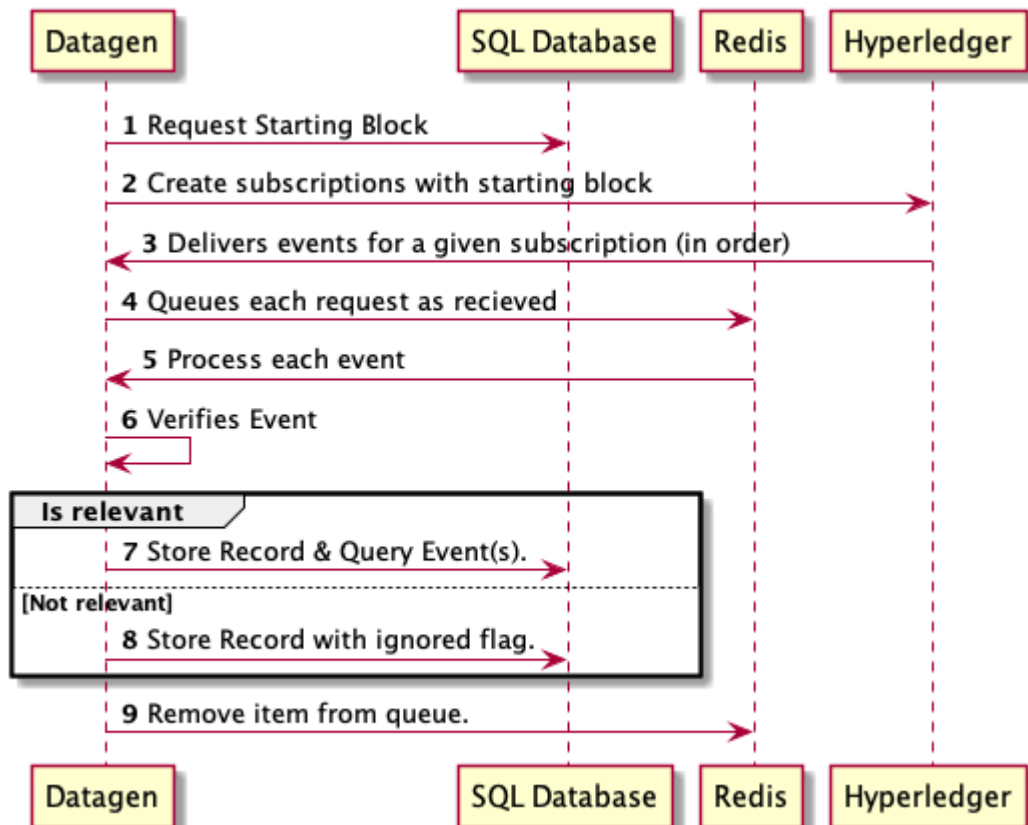 Datagen
SQL Database
Redis
Hyperledger
1 Request Starting Block
2 Create subscriptions with starting block
3 Delivers events for a given subscription (in order)
4 Queues each request as recieved
5 Process each event
6 Verifies Event
Is relevant
7 Store Record & Query Event(s).
[Not relevant]
8 Store Record with ignored flag.
9 Remove item from queue.
Datagen
SQL Database
Redis
Hyperledger